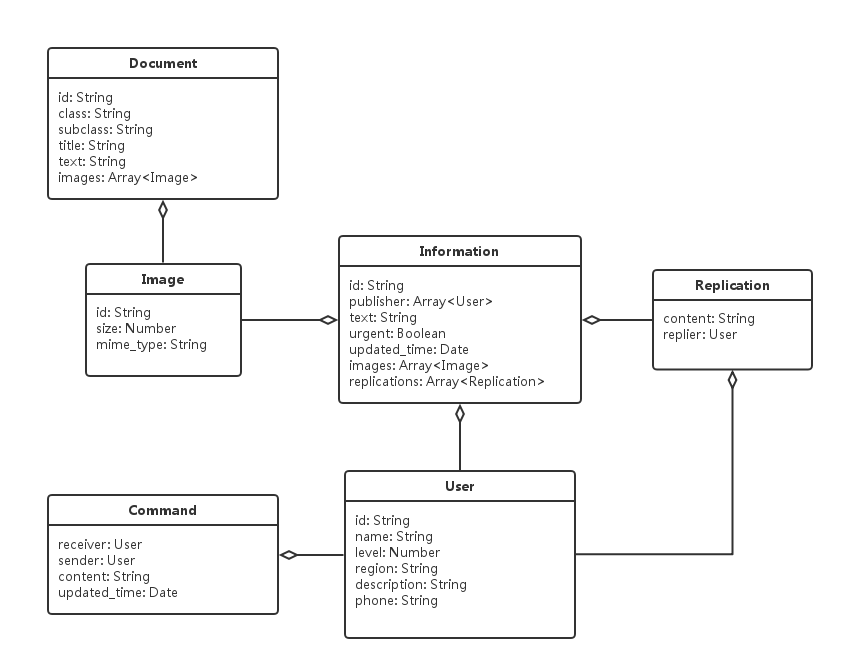 Document
id: String
class: String
subclass: String
title: String
text: String
images: Array<Image>
Image
id: String
size: Number
mime_type: String
Information
id: String
publisher: Array<User>
text: String
urgent: Boolean
updated_time: Date
images: Array<Image>
replications: Array<Replication>
Replication
content: String
replier: User
Command
receiver: User
sender: User
content: String
updated_time: Date
User
id: String
name: String
level: Number
region: String
description: String
phone: String